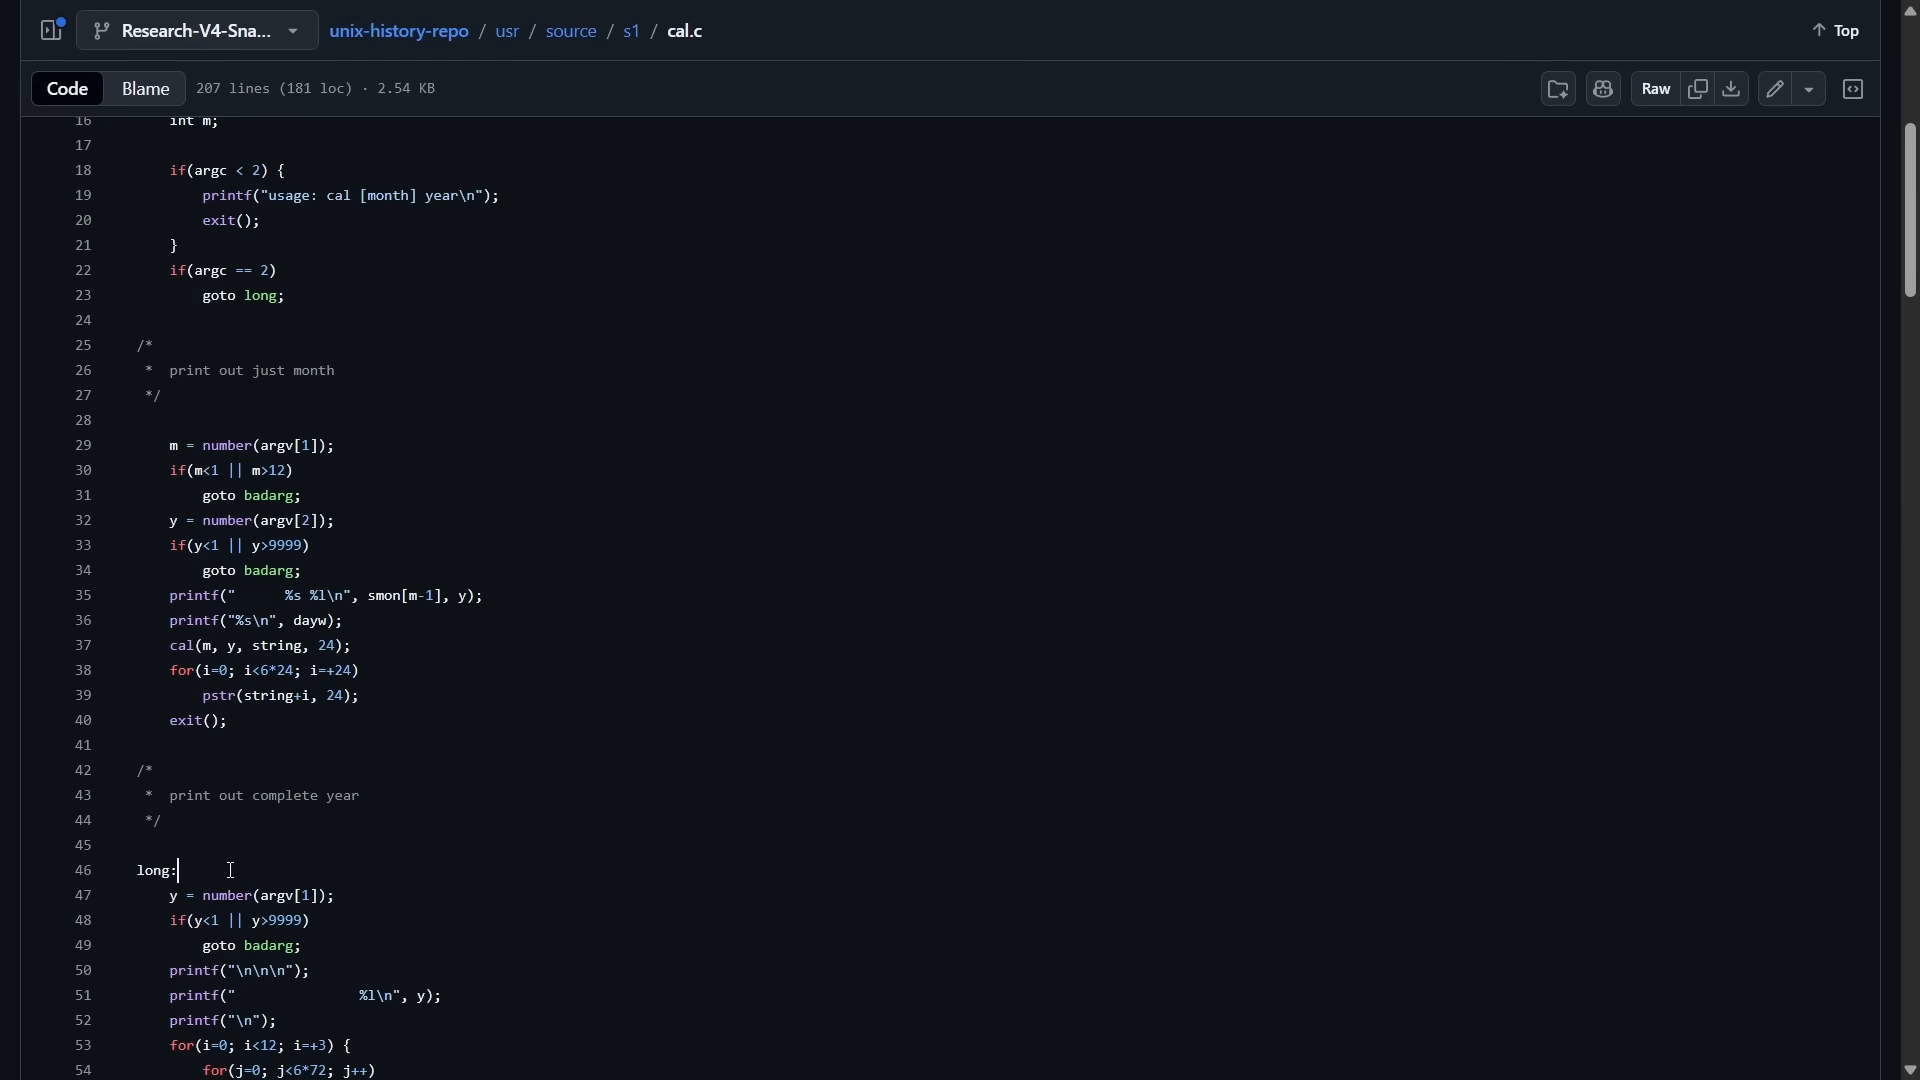 Research-V4-Sna... unix-history-repo / usr / source / s1 / cal.c ↑ Top
Code Blame 207 lines (181 loc) · 2.54 KB Raw
16 int m;
17
18 if(argc < 2) {
19 printf("usage: cal [month] year\n");
20 exit();
21 }
22 if(argc == 2)
23 goto long;
24
25 /*
26 * print out just month
27 */
28
29 m = number(argv[1]);
30 if(m<1 || m>12)
31 goto badarg;
32 y = number(argv[2]);
33 if(y<1 || y>9999)
34 goto badarg;
35 printf("      %s %l\n", smon[m-1], y);
36 printf("%s\n", dayw);
37 cal(m, y, string, 24);
38 for(i=0; i<6*24; i=+24)
39 pstr(string+i, 24);
40 exit();
41
42 /*
43 * print out complete year
44 */
45
46 long:
47 y = number(argv[1]);
48 if(y<1 || y>9999)
49 goto badarg;
50 printf("\n\n\n");
51 printf("               %l\n", y);
52 printf("\n");
53 for(i=0; i<12; i=+3) {
54 for(j=0; j<6*72; j++)